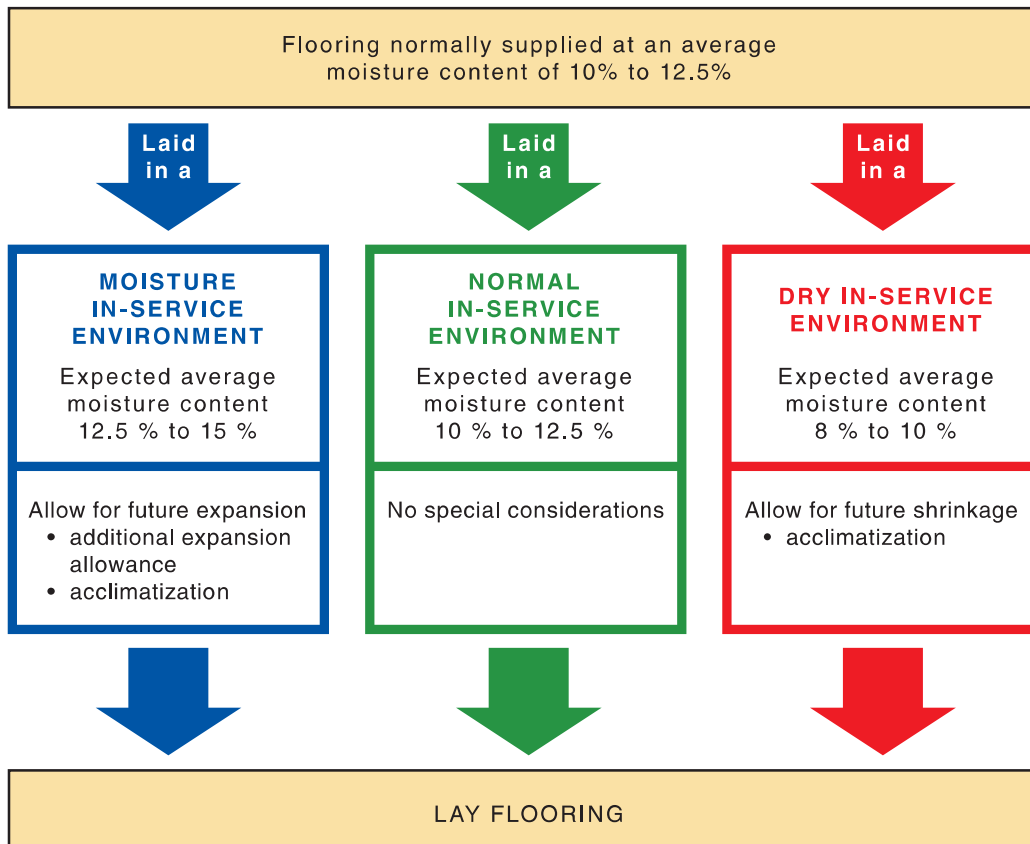 Flooring normally supplied at an average
moisture content of 10% to 12.5%
Laid
in a
Laid
in a
Laid
in a
MOISTURE
IN-SERVICE
ENVIRONMENT
Expected average
moisture content
12.5 % to 15 %
Allow for future expansion
• additional expansion
allowance
• acclimatization
NORMAL
IN-SERVICE
ENVIRONMENT
Expected average
moisture content
10 % to 12.5 %
No special considerations
DRY IN-SERVICE
ENVIRONMENT
Expected average
moisture content
8 % to 10 %
Allow for future shrinkage
• acclimatization
LAY FLOORING